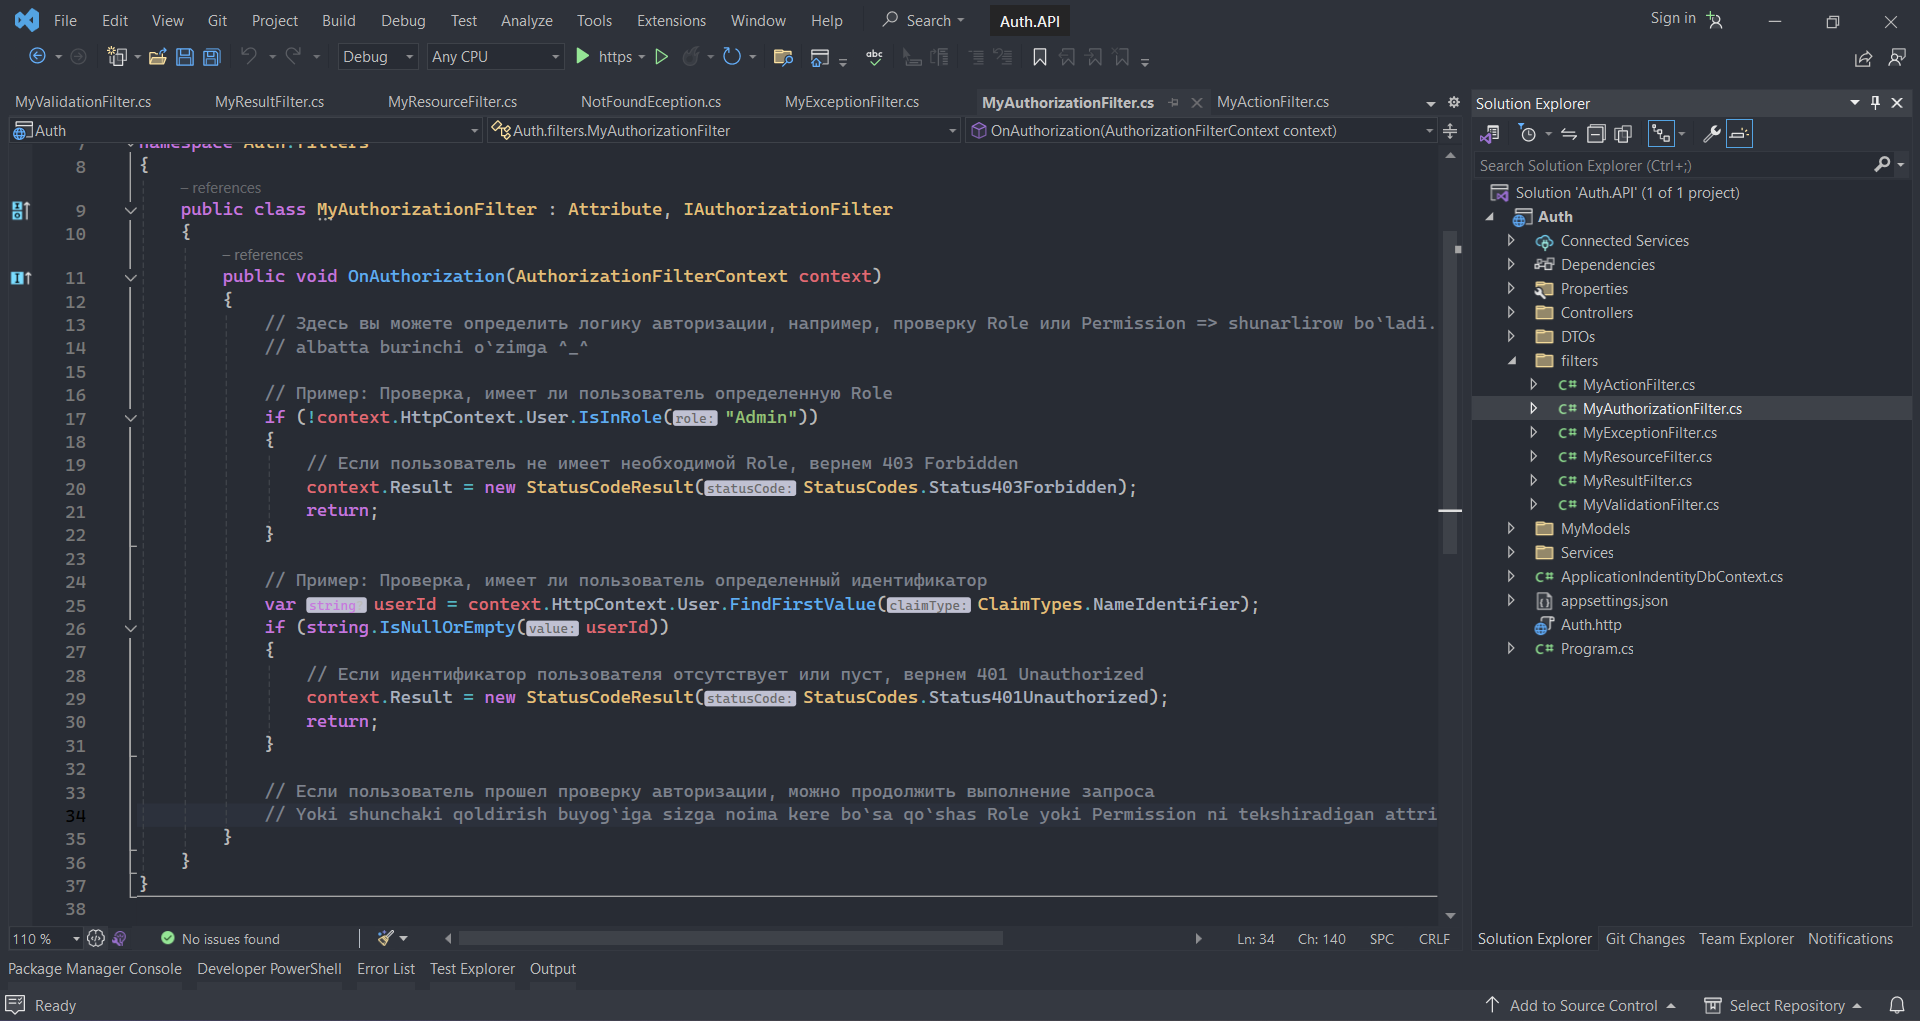 File Edit View Git Project Build Debug Test Analyze Tools Extensions Window Help Search Auth.API Sign in
Debug Any CPU https
MyValidationFilter.cs MyResultFilter.cs MyResourceFilter.cs NotFoundEception.cs MyExceptionFilter.cs MyAuthorizationFilter.cs MyActionFilter.cs
Auth Auth.filters.MyAuthorizationFilter OnAuthorization(AuthorizationFilterContext context)
7 namespace Auth.filters
8 {
– references
9 public class MyAuthorizationFilter : Attribute, IAuthorizationFilter
10 {
– references
11 public void OnAuthorization(AuthorizationFilterContext context)
12 {
13 // Здесь вы можете определить логику авторизации, например, проверку Role или Permission => shunarlirow bo‘ladi.
14 // albatta burinchi o‘zimga ^_^
15
16 // Пример: Проверка, имеет ли пользователь определенную Role
17 if (!context.HttpContext.User.IsInRole(role: "Admin"))
18 {
19 // Если пользователь не имеет необходимой Role, вернем 403 Forbidden
20 context.Result = new StatusCodeResult(statusCode: StatusCodes.Status403Forbidden);
21 return;
22 }
23
24 // Пример: Проверка, имеет ли пользователь определенный идентификатор
25 var string userId = context.HttpContext.User.FindFirstValue(claimType: ClaimTypes.NameIdentifier);
26 if (string.IsNullOrEmpty(value: userId))
27 {
28 // Если идентификатор пользователя отсутствует или пуст, вернем 401 Unauthorized
29 context.Result = new StatusCodeResult(statusCode: StatusCodes.Status401Unauthorized);
30 return;
31 }
32
33 // Если пользователь прошел проверку авторизации, можно продолжить выполнение запроса
34 // Yoki shunchaki qoldirish buyog‘iga sizga noima kere bo‘sa qo‘shas Role yoki Permission ni tekshiradigan attri
35 }
36 }
37 }
38
110 % No issues found Ln: 34 Ch: 140 SPC CRLF
Solution Explorer
Search Solution Explorer (Ctrl+;)
Solution 'Auth.API' (1 of 1 project)
Auth
Connected Services
Dependencies
Properties
Controllers
DTOs
filters
C# MyActionFilter.cs
C# MyAuthorizationFilter.cs
C# MyExceptionFilter.cs
C# MyResourceFilter.cs
C# MyResultFilter.cs
C# MyValidationFilter.cs
MyModels
Services
C# ApplicationIndentityDbContext.cs
appsettings.json
Auth.http
C# Program.cs
Solution Explorer Git Changes Team Explorer Notifications
Package Manager Console Developer PowerShell Error List Test Explorer Output
Ready Add to Source Control Select Repository